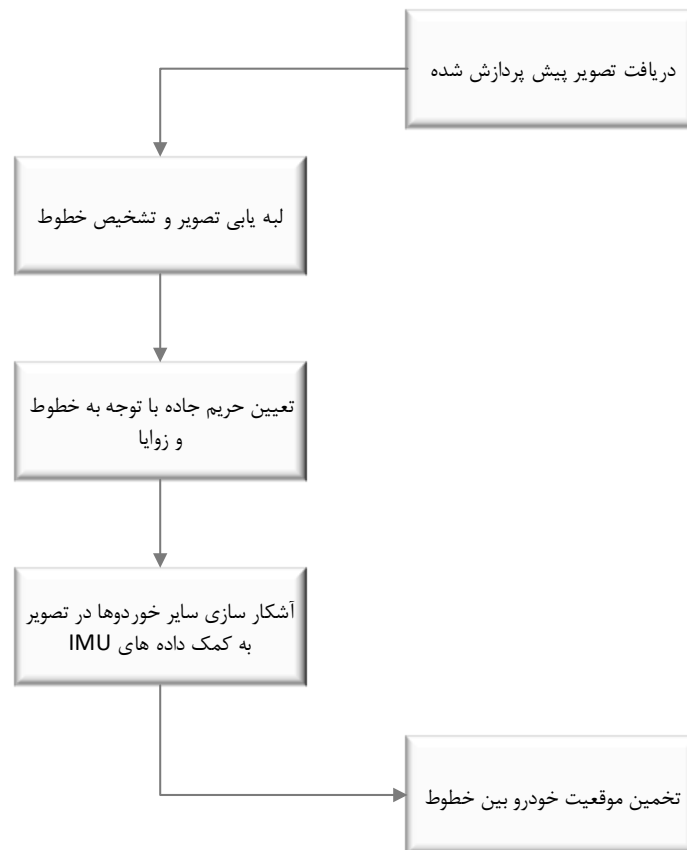 دریافت تصویر پیش پردازش شده
لبه یابی تصویر و تشخیص خطوط
تعیین حریم جاده با توجه به خطوط
و زوایا
آشکار سازی سایر خوردوها در تصویر
به کمک داده های IMU
تخمین موقعیت خودرو بین خطوط